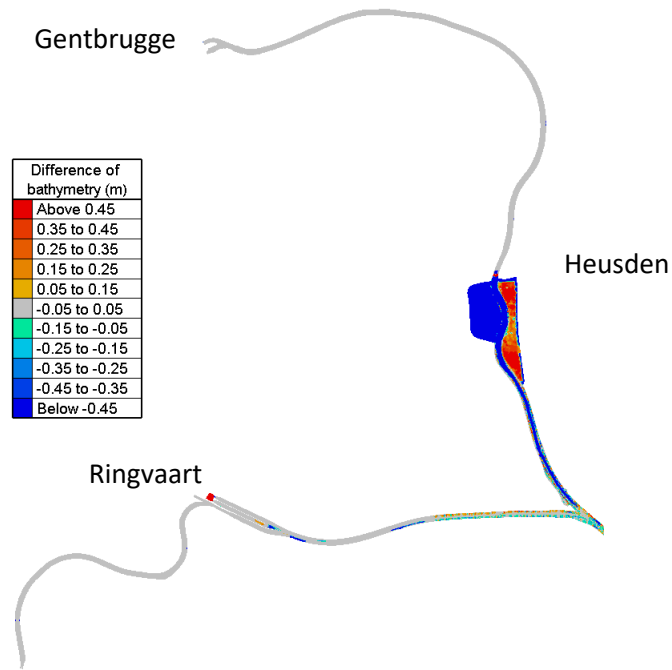 Gentbrugge
Difference of
bathymetry (m)
Above 0.45
0.35 to 0.45
0.25 to 0.35
0.15 to 0.25
0.05 to 0.15
-0.05 to 0.05
-0.15 to -0.05
-0.25 to -0.15
-0.35 to -0.25
-0.45 to -0.35
Below -0.45
Heusden
Ringvaart